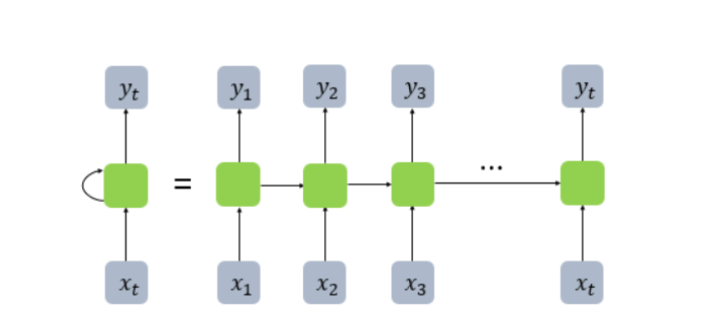 yₜ y₁ y₂ y₃ yₜ
= ...
xₜ x₁ x₂ x₃ xₜ